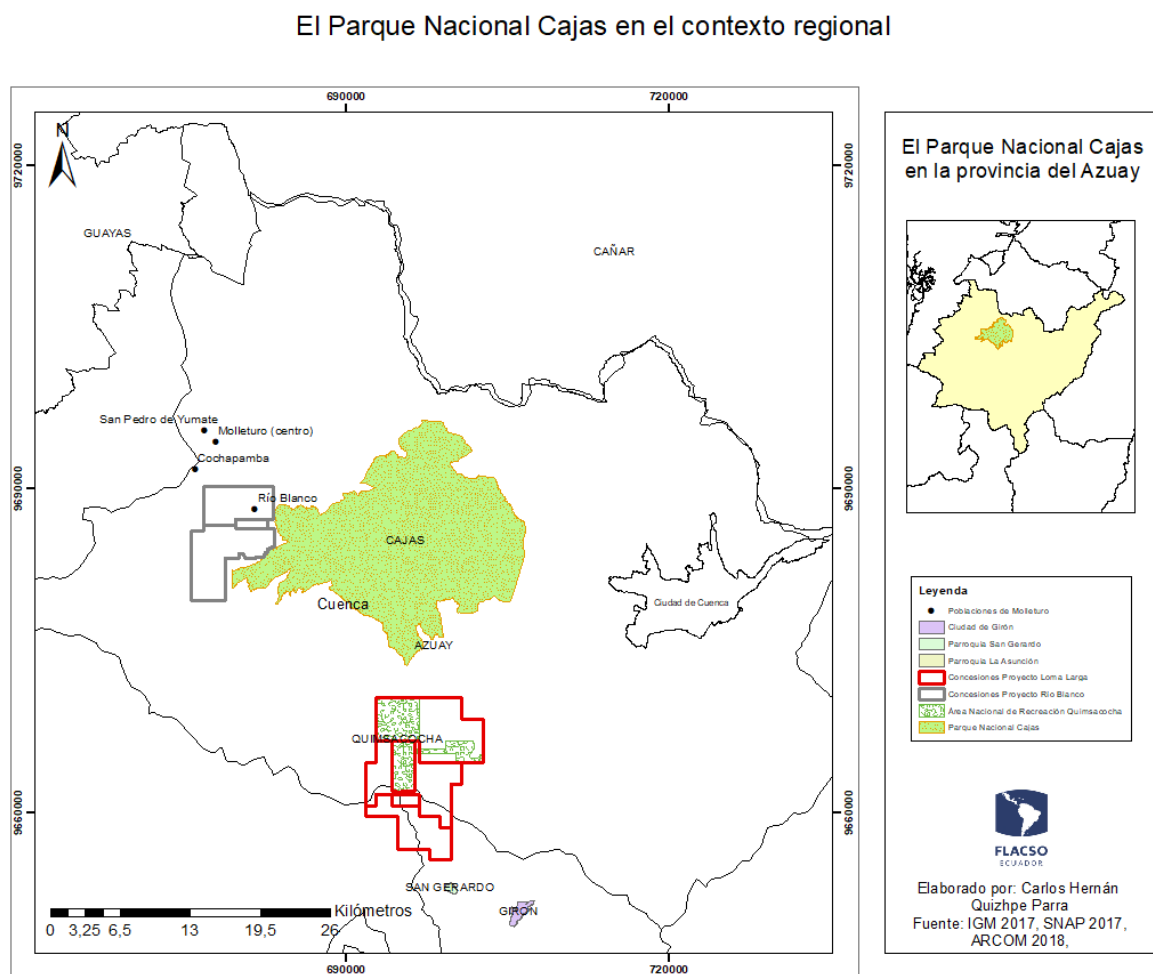 El Parque Nacional Cajas en el contexto regional
690000
720000
N
9720000
9720000
GUAYAS
CAÑAR
San Pedro de Yumate
Molleturo (centro)
Cochapamba
9690000
9690000
Río Blanco
CAJAS
Cuenca
Ciudad de Cuenca
AZUAY
QUIMSACOCHA
9660000
9660000
SAN GERARDO
GIRON
Kilómetros
0 3,25 6,5 13 19,5 26
690000
720000
El Parque Nacional Cajas
en la provincia del Azuay
Leyenda
Poblaciones de Molleturo
Ciudad de Girón
Parroquia San Gerardo
Parroquia La Asunción
Concesiones Proyecto Loma Larga
Concesiones Proyecto Río Blanco
Área Nacional de Recreación Quimsacocha
Parque Nacional Cajas
FLACSO
ECUADOR
Elaborado por: Carlos Hernán
Quizhpe Parra
Fuente: IGM 2017, SNAP 2017,
ARCOM 2018,